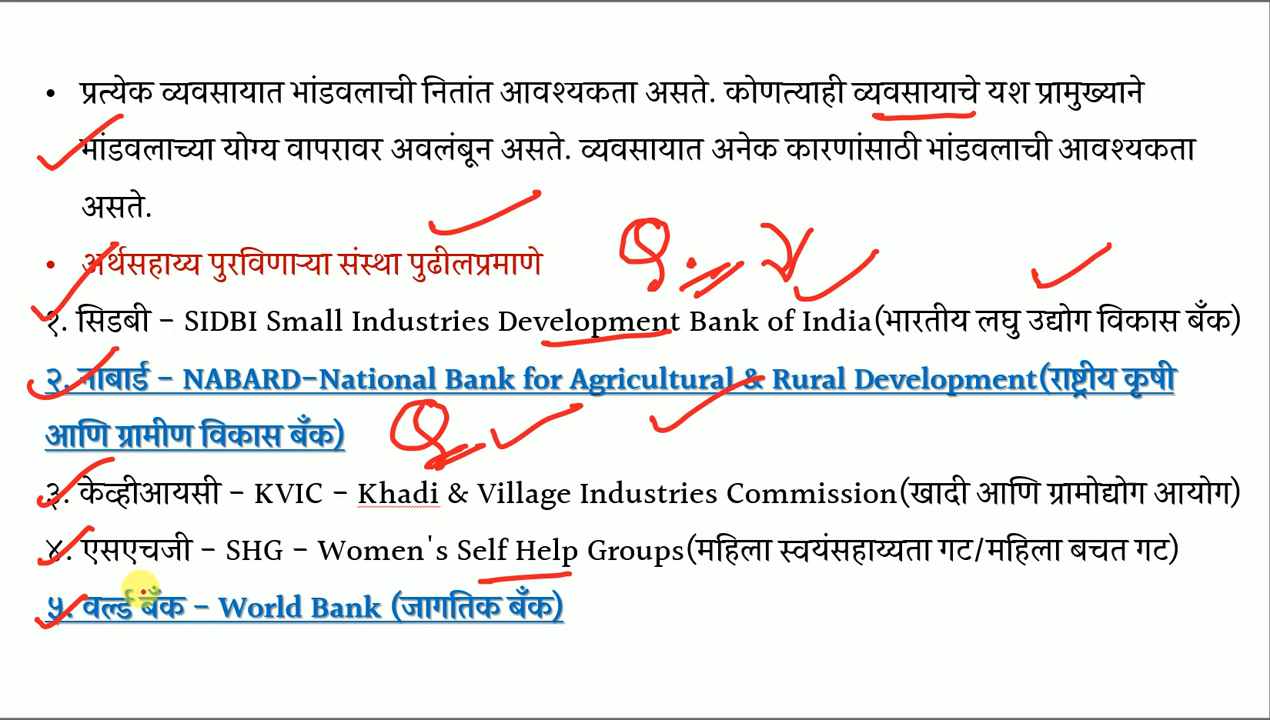 • प्रत्येक व्यवसायात भांडवलाची नितांत आवश्यकता असते. कोणत्याही व्यवसायाचे यश प्रामुख्याने
भांडवलाच्या योग्य वापरावर अवलंबून असते. व्यवसायात अनेक कारणांसाठी भांडवलाची आवश्यकता
असते.
• अर्थसहाय्य पुरविणाऱ्या संस्था पुढीलप्रमाणे
१. सिडबी – SIDBI Small Industries Development Bank of India(भारतीय लघु उद्योग विकास बँक)
२. नाबार्ड – NABARD–National Bank for Agricultural & Rural Development(राष्ट्रीय कृषी
आणि ग्रामीण विकास बँक)
३. केव्हीआयसी – KVIC – Khadi & Village Industries Commission(खादी आणि ग्रामोद्योग आयोग)
४. एसएचजी – SHG – Women's Self Help Groups(महिला स्वयंसहाय्यता गट/महिला बचत गट)
५. वर्ल्ड बँक – World Bank (जागतिक बँक)